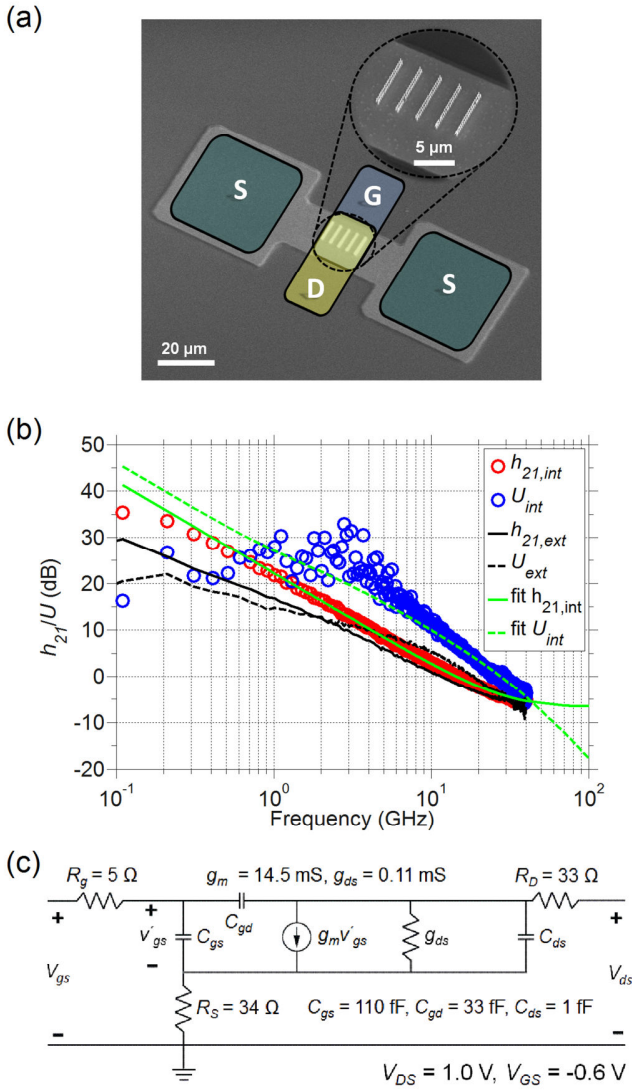 (a)
5 µm
S
G
D
S
20 µm
(b)
h21/U (dB)
50
40
30
20
10
0
-10
-20
h21,int
Uint
h21,ext
Uext
fit h21,int
fit Uint
10-1
100
101
102
Frequency (GHz)
(c)
Rg = 5 Ω
gm = 14.5 mS, gds = 0.11 mS
RD = 33 Ω
+
+
+
v'gs
Cgs
Cgd
gmv'gs
gds
Cds
Vgs
−
Vds
RS = 34 Ω
Cgs = 110 fF, Cgd = 33 fF, Cds = 1 fF
−
−
VDS = 1.0 V, VGS = -0.6 V